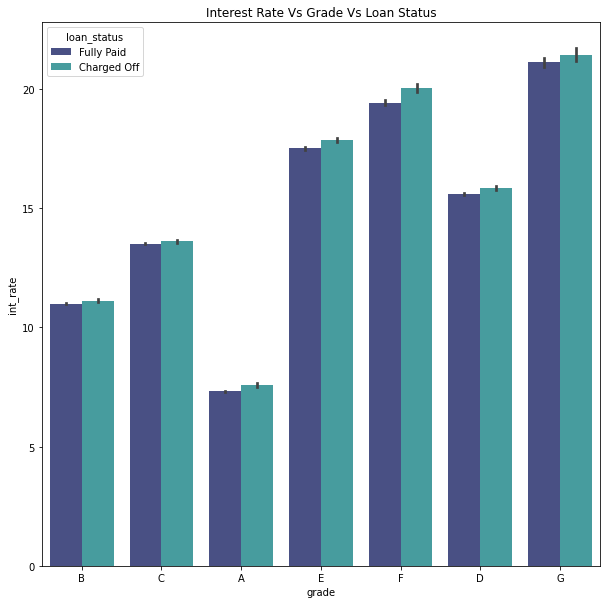 Interest Rate Vs Grade Vs Loan Status
loan_status
Fully Paid
Charged Off
20
15
10
5
0
int_rate
B C A E F D G
grade